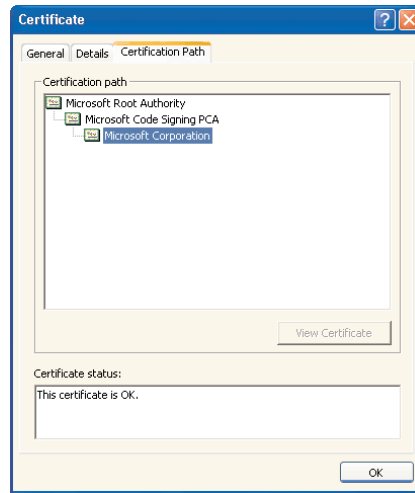 Certificate
General Details Certification Path
Certification path
Microsoft Root Authority
Microsoft Code Signing PCA
Microsoft Corporation
View Certificate
Certificate status:
This certificate is OK.
OK